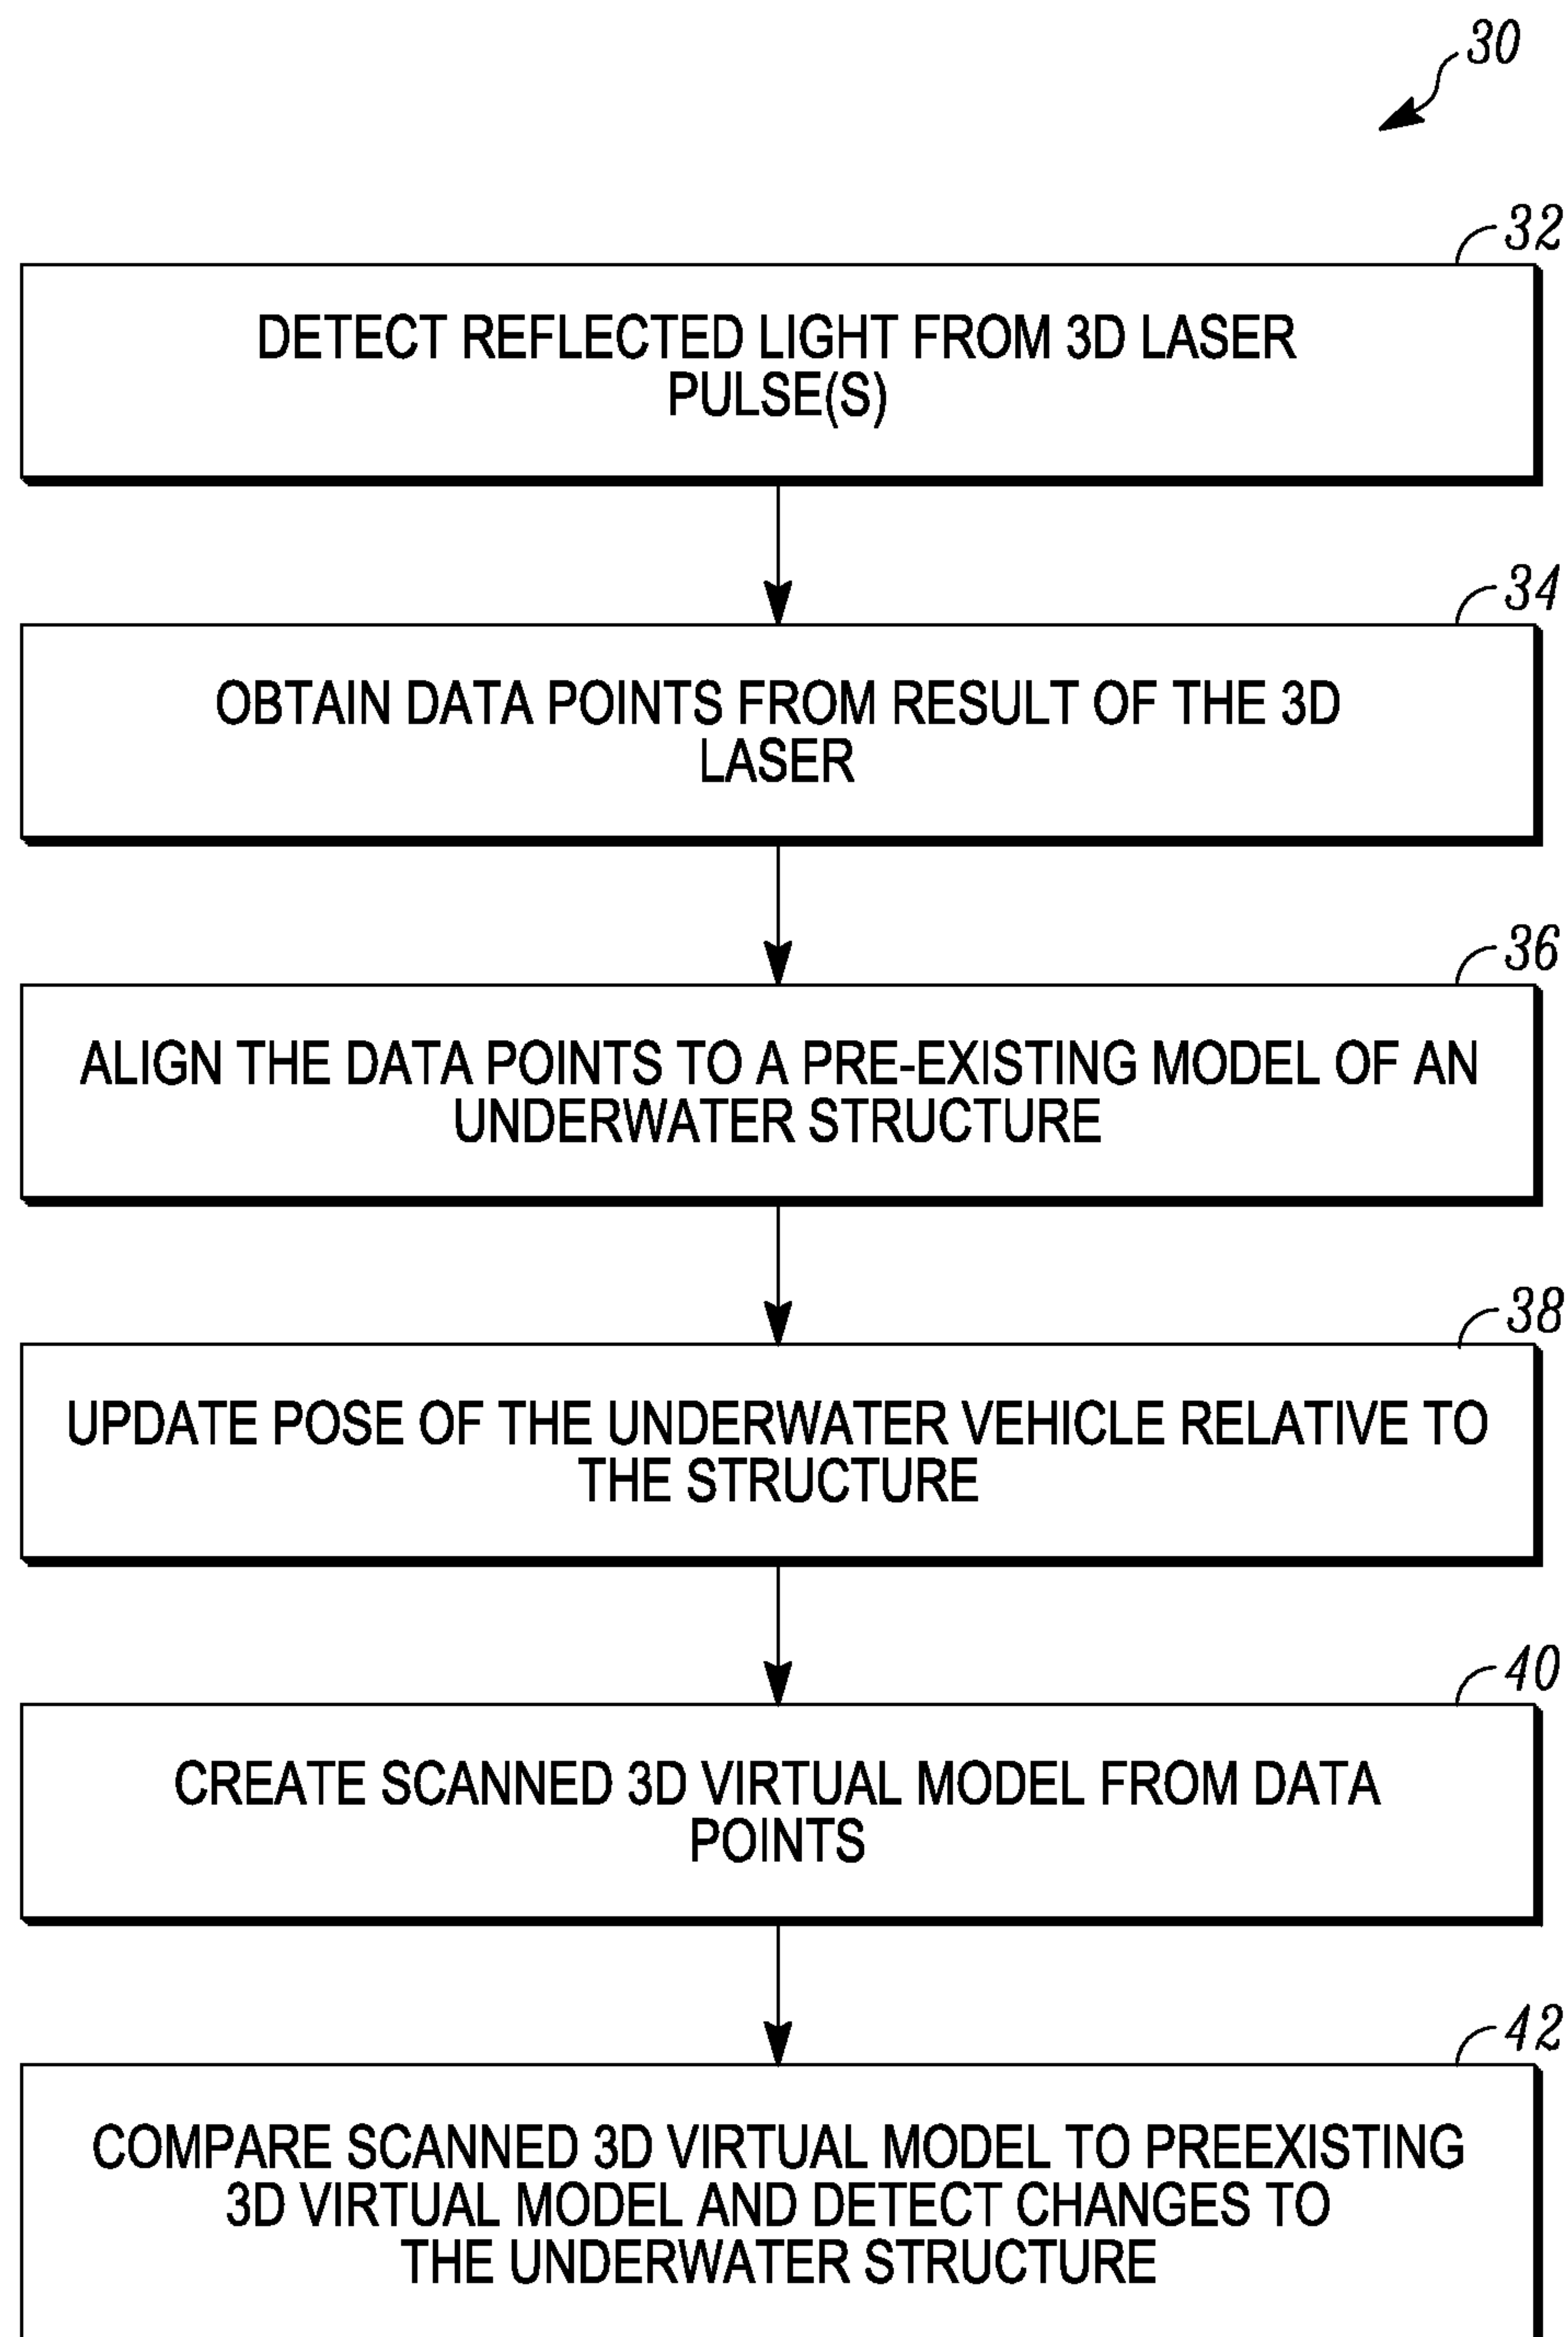 30
32
DETECT REFLECTED LIGHT FROM 3D LASER
PULSE(S)
34
OBTAIN DATA POINTS FROM RESULT OF THE 3D
LASER
36
ALIGN THE DATA POINTS TO A PRE-EXISTING MODEL OF AN
UNDERWATER STRUCTURE
38
UPDATE POSE OF THE UNDERWATER VEHICLE RELATIVE TO
THE STRUCTURE
40
CREATE SCANNED 3D VIRTUAL MODEL FROM DATA
POINTS
42
COMPARE SCANNED 3D VIRTUAL MODEL TO PREEXISTING
3D VIRTUAL MODEL AND DETECT CHANGES TO
THE UNDERWATER STRUCTURE